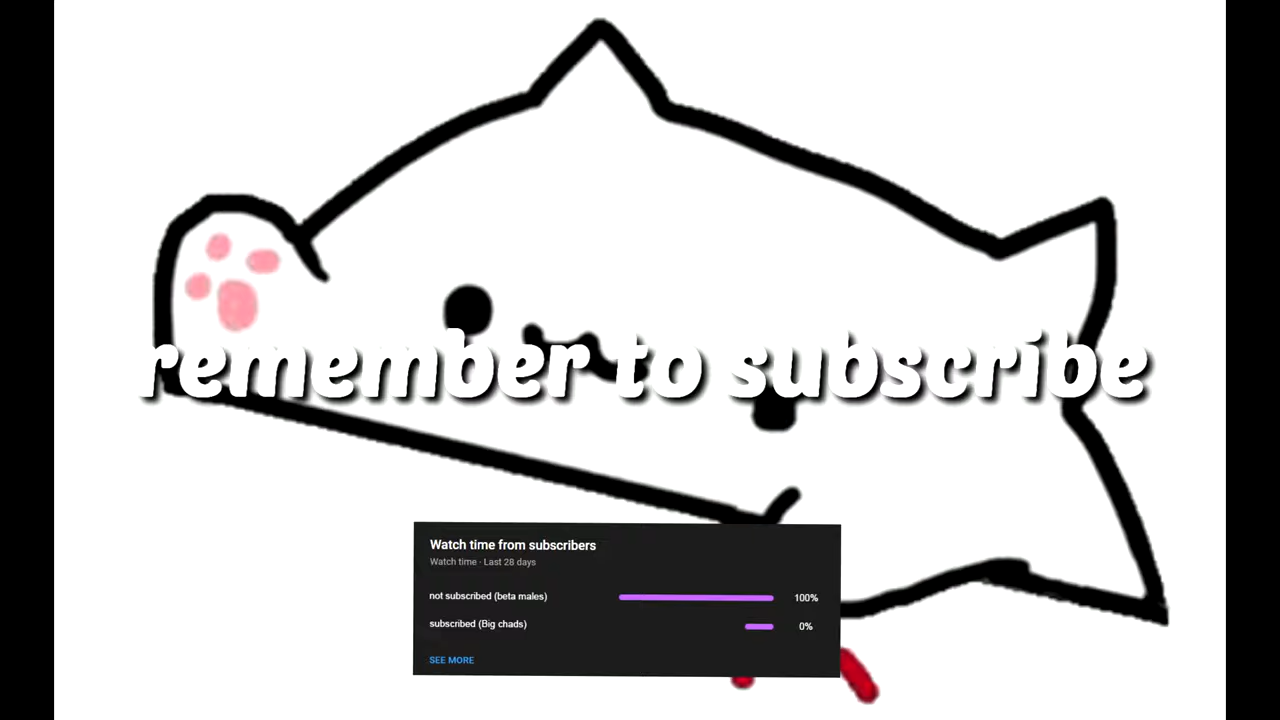 remember to subscribe
Watch time from subscribers
Watch time · Last 28 days
not subscribed (beta males) 100%
subscribed (Big chads) 0%
SEE MORE